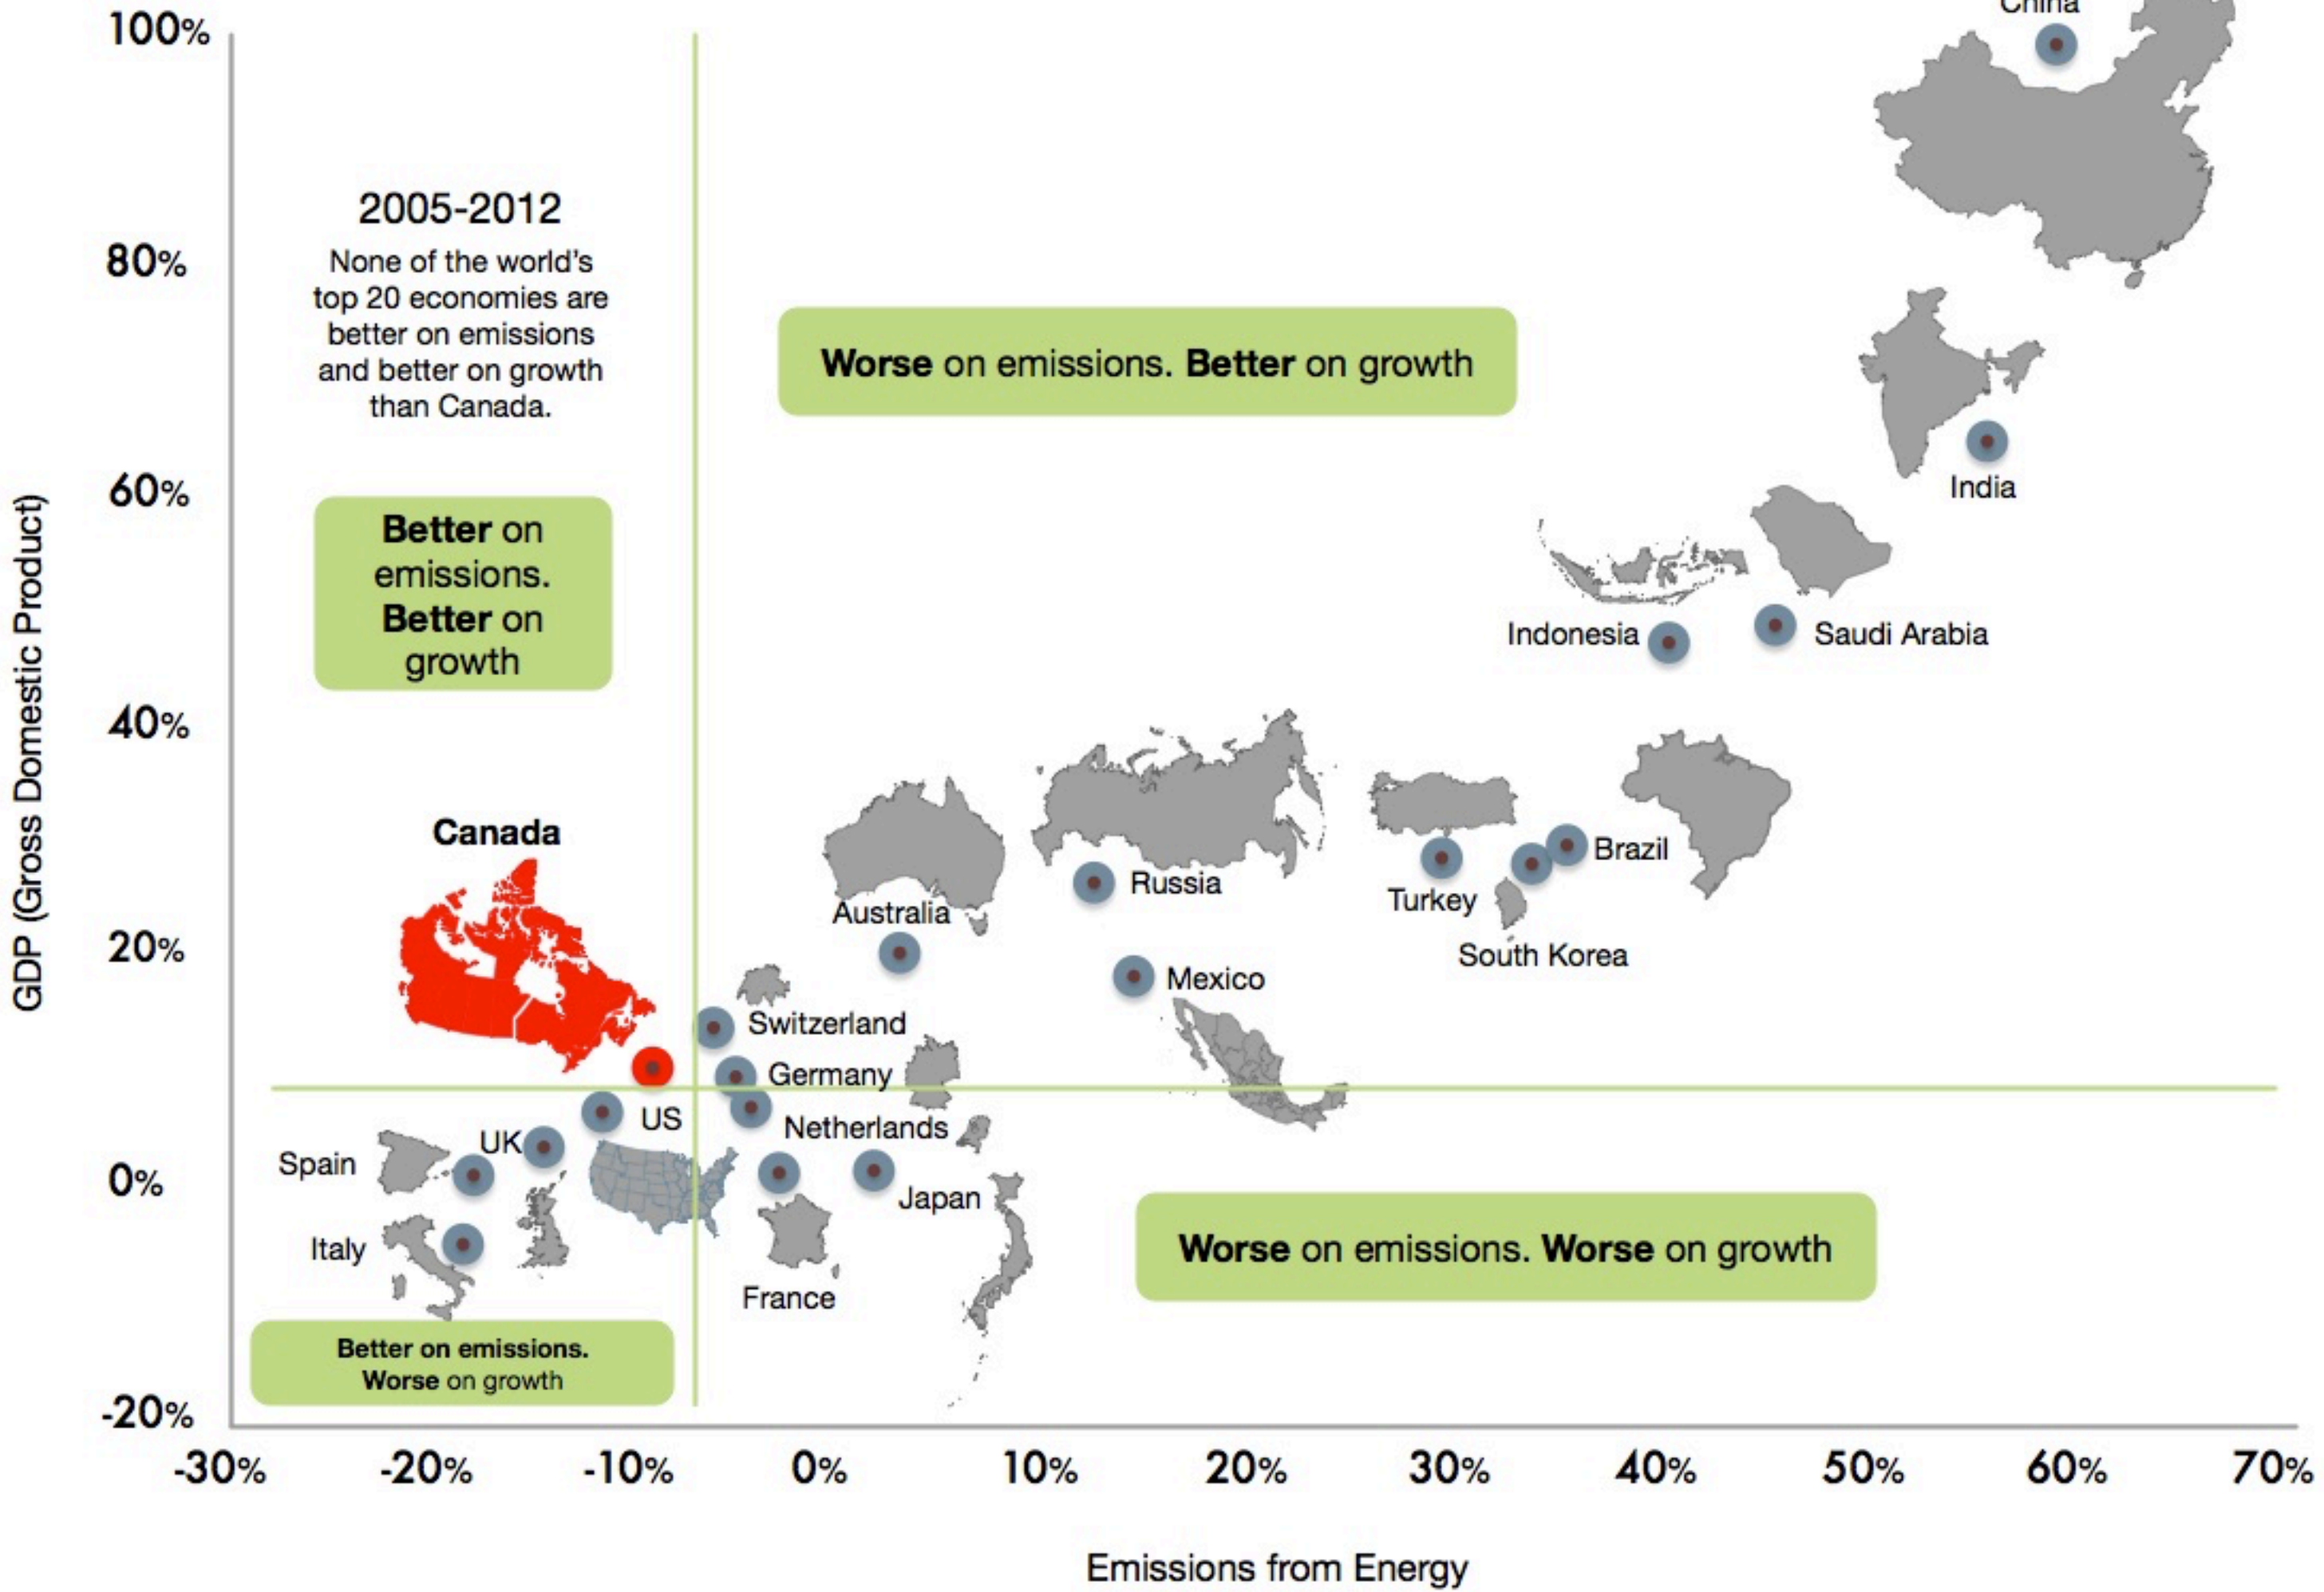 China
100%
2005-2012
None of the world's
top 20 economies are
better on emissions
and better on growth
than Canada.
80%
Worse on emissions. Better on growth
60%
India
Better on
emissions.
Better on
growth
GDP (Gross Domestic Product)
Indonesia
Saudi Arabia
40%
Canada
Brazil
Russia
Turkey
Australia
20%
South Korea
Mexico
Switzerland
Germany
US
Netherlands
UK
Spain
0%
Japan
Italy
Worse on emissions. Worse on growth
France
Better on emissions.
Worse on growth
-20%
-30% -20% -10% 0% 10% 20% 30% 40% 50% 60% 70%
Emissions from Energy